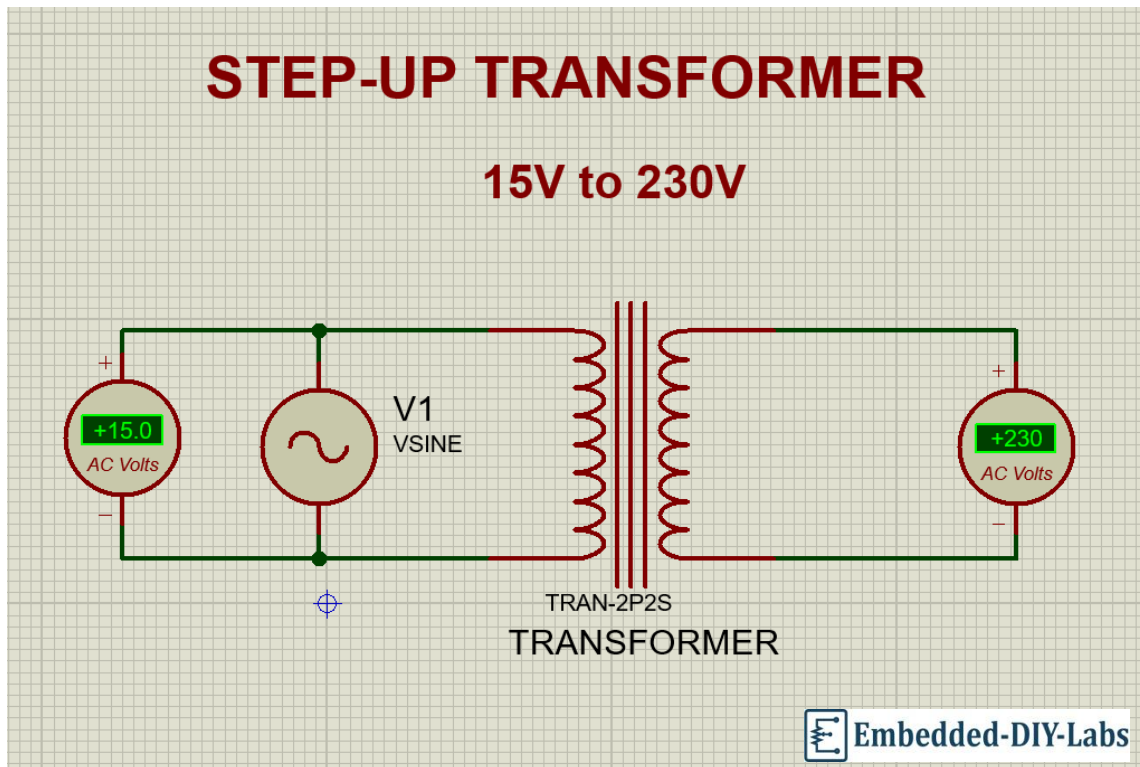 STEP-UP TRANSFORMER
15V to 230V
+
+15.0
AC Volts
−
V1
VSINE
+
+230
AC Volts
−
TRAN-2P2S
TRANSFORMER
Embedded-DIY-Labs